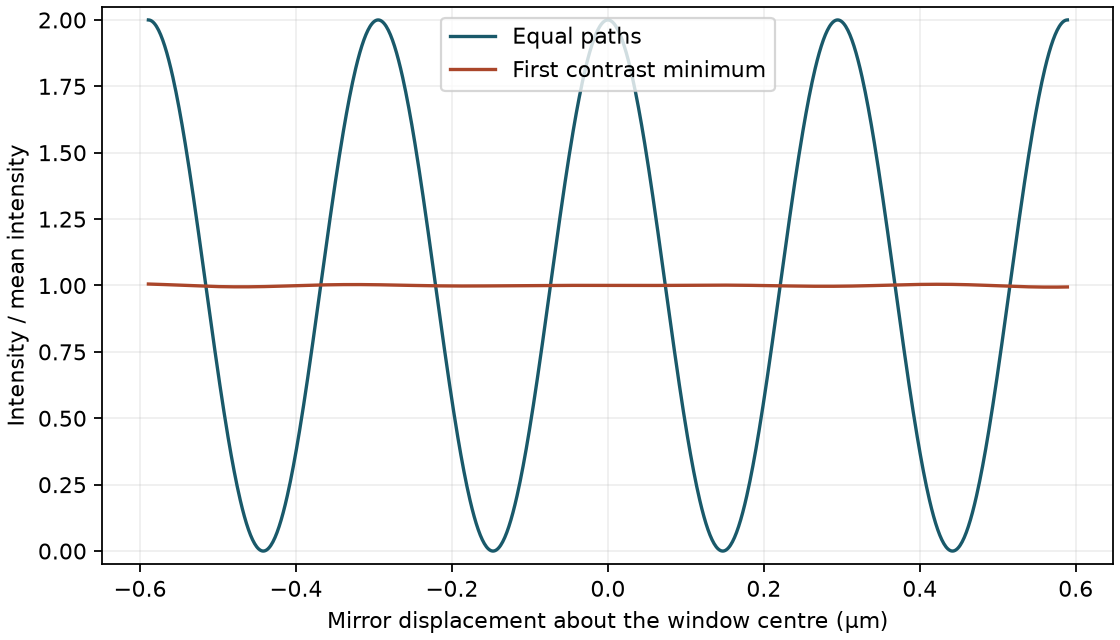 2.00
1.75
1.50
1.25
1.00
0.75
0.50
0.25
0.00
Intensity / mean intensity
Equal paths
First contrast minimum
−0.6 −0.4 −0.2 0.0 0.2 0.4 0.6
Mirror displacement about the window centre (µm)